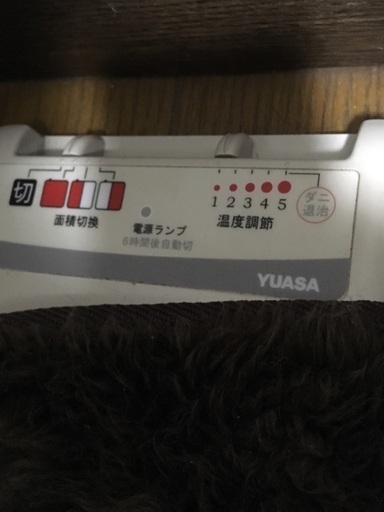 切
面積切換
電源ランプ
6時間後自動切
1 2 3 4 5
温度調節
ダニ
退治
YUASA